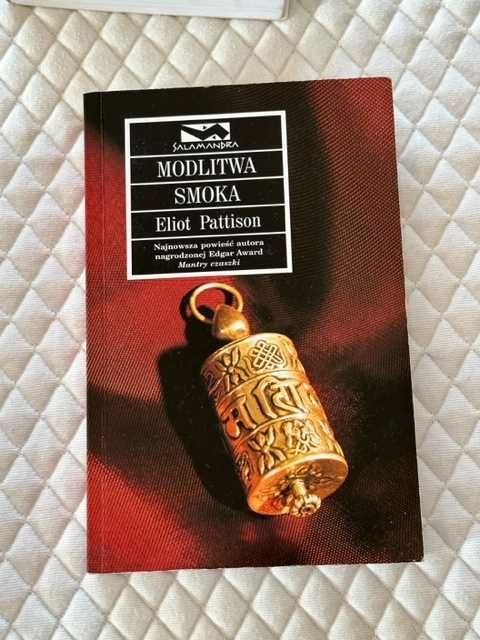 SALAMANDRA
MODLITWA
SMOKA
Eliot Pattison
Najnowsza powieść autora
nagrodzonej Edgar Award
Mantry czaszki